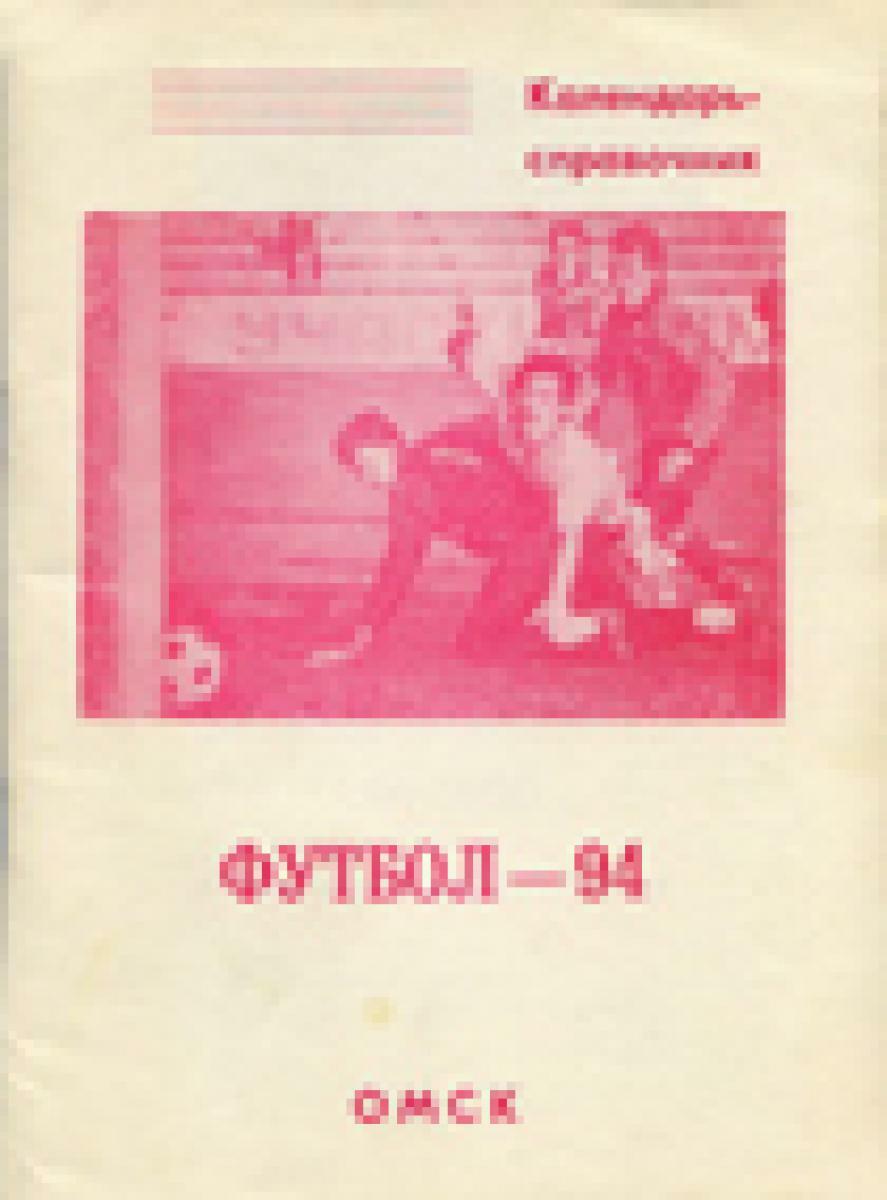 Календарь-
справочник
ФУТБОЛ — 94
ОМСК